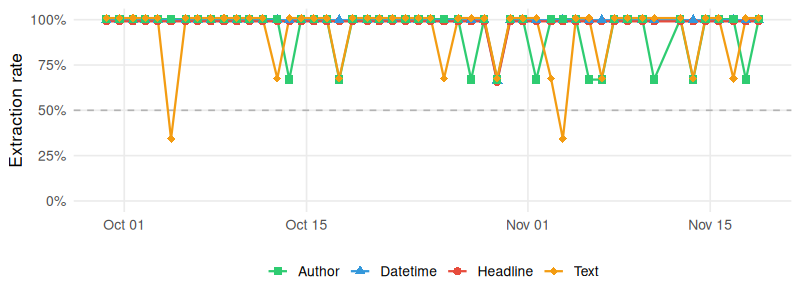 100%
75%
50%
25%
0%
Extraction rate
Oct 01 Oct 15 Nov 01 Nov 15
Author Datetime Headline Text